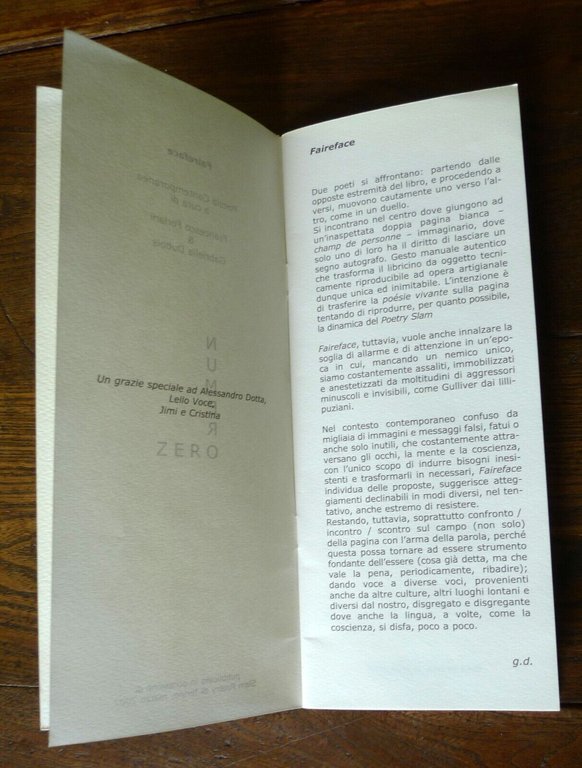 Un grazie speciale ad Alessandro Dotta,
Lello Voce,
Jimi e Cristina
NUMERO
ZERO
Faireface
Due poeti si affrontano: partendo dalle
opposte estremità del libro, e procedendo a
versi, muovono cautamente uno verso l'al-
tro, come in un duello.
Si incontrano nel centro dove giungono ad
un'inaspettata doppia pagina bianca –
champ de personne – immaginario, dove
solo uno di loro ha il diritto di lasciare un
segno autografo. Gesto manuale autentico
che trasforma il libricino da oggetto tecni-
camente riproducibile ad opera artigianale
dunque unica ed inimitabile. L'intenzione è
di trasferire la poésie vivante sulla pagina
tentando di riprodurre, per quanto possibile,
la dinamica del Poetry Slam
Faireface, tuttavia, vuole anche innalzare la
soglia di allarme e di attenzione in un'epo-
ca in cui, mancando un nemico unico,
siamo costantemente assaliti, immobilizzati
e anestetizzati da moltitudini di aggressori
minuscoli e invisibili, come Gulliver dai lilli-
puziani.
Nel contesto contemporaneo confuso da
migliaia di immagini e messaggi falsi, fatui o
anche solo inutili, che costantemente attra-
versano gli occhi, la mente e la coscienza,
con l'unico scopo di indurre bisogni inesi-
stenti e trasformarli in necessari, Faireface
individua delle proposte, suggerisce atteg-
giamenti declinabili in modi diversi, nel ten-
tativo, anche estremo di resistere.
Restando, tuttavia, soprattutto confronto /
incontro / scontro sul campo (non solo)
della pagina con l'arma della parola, perché
questa possa tornare ad essere strumento
fondante dell'essere (cosa già detta, ma che
vale la pena, periodicamente, ribadire);
dando voce a diverse voci, provenienti
anche da altre culture, altri luoghi lontani e
diversi dal nostro, disgregato e disgregante
dove anche la lingua, a volte, come la
coscienza, si disfa, poco a poco.
g.d.